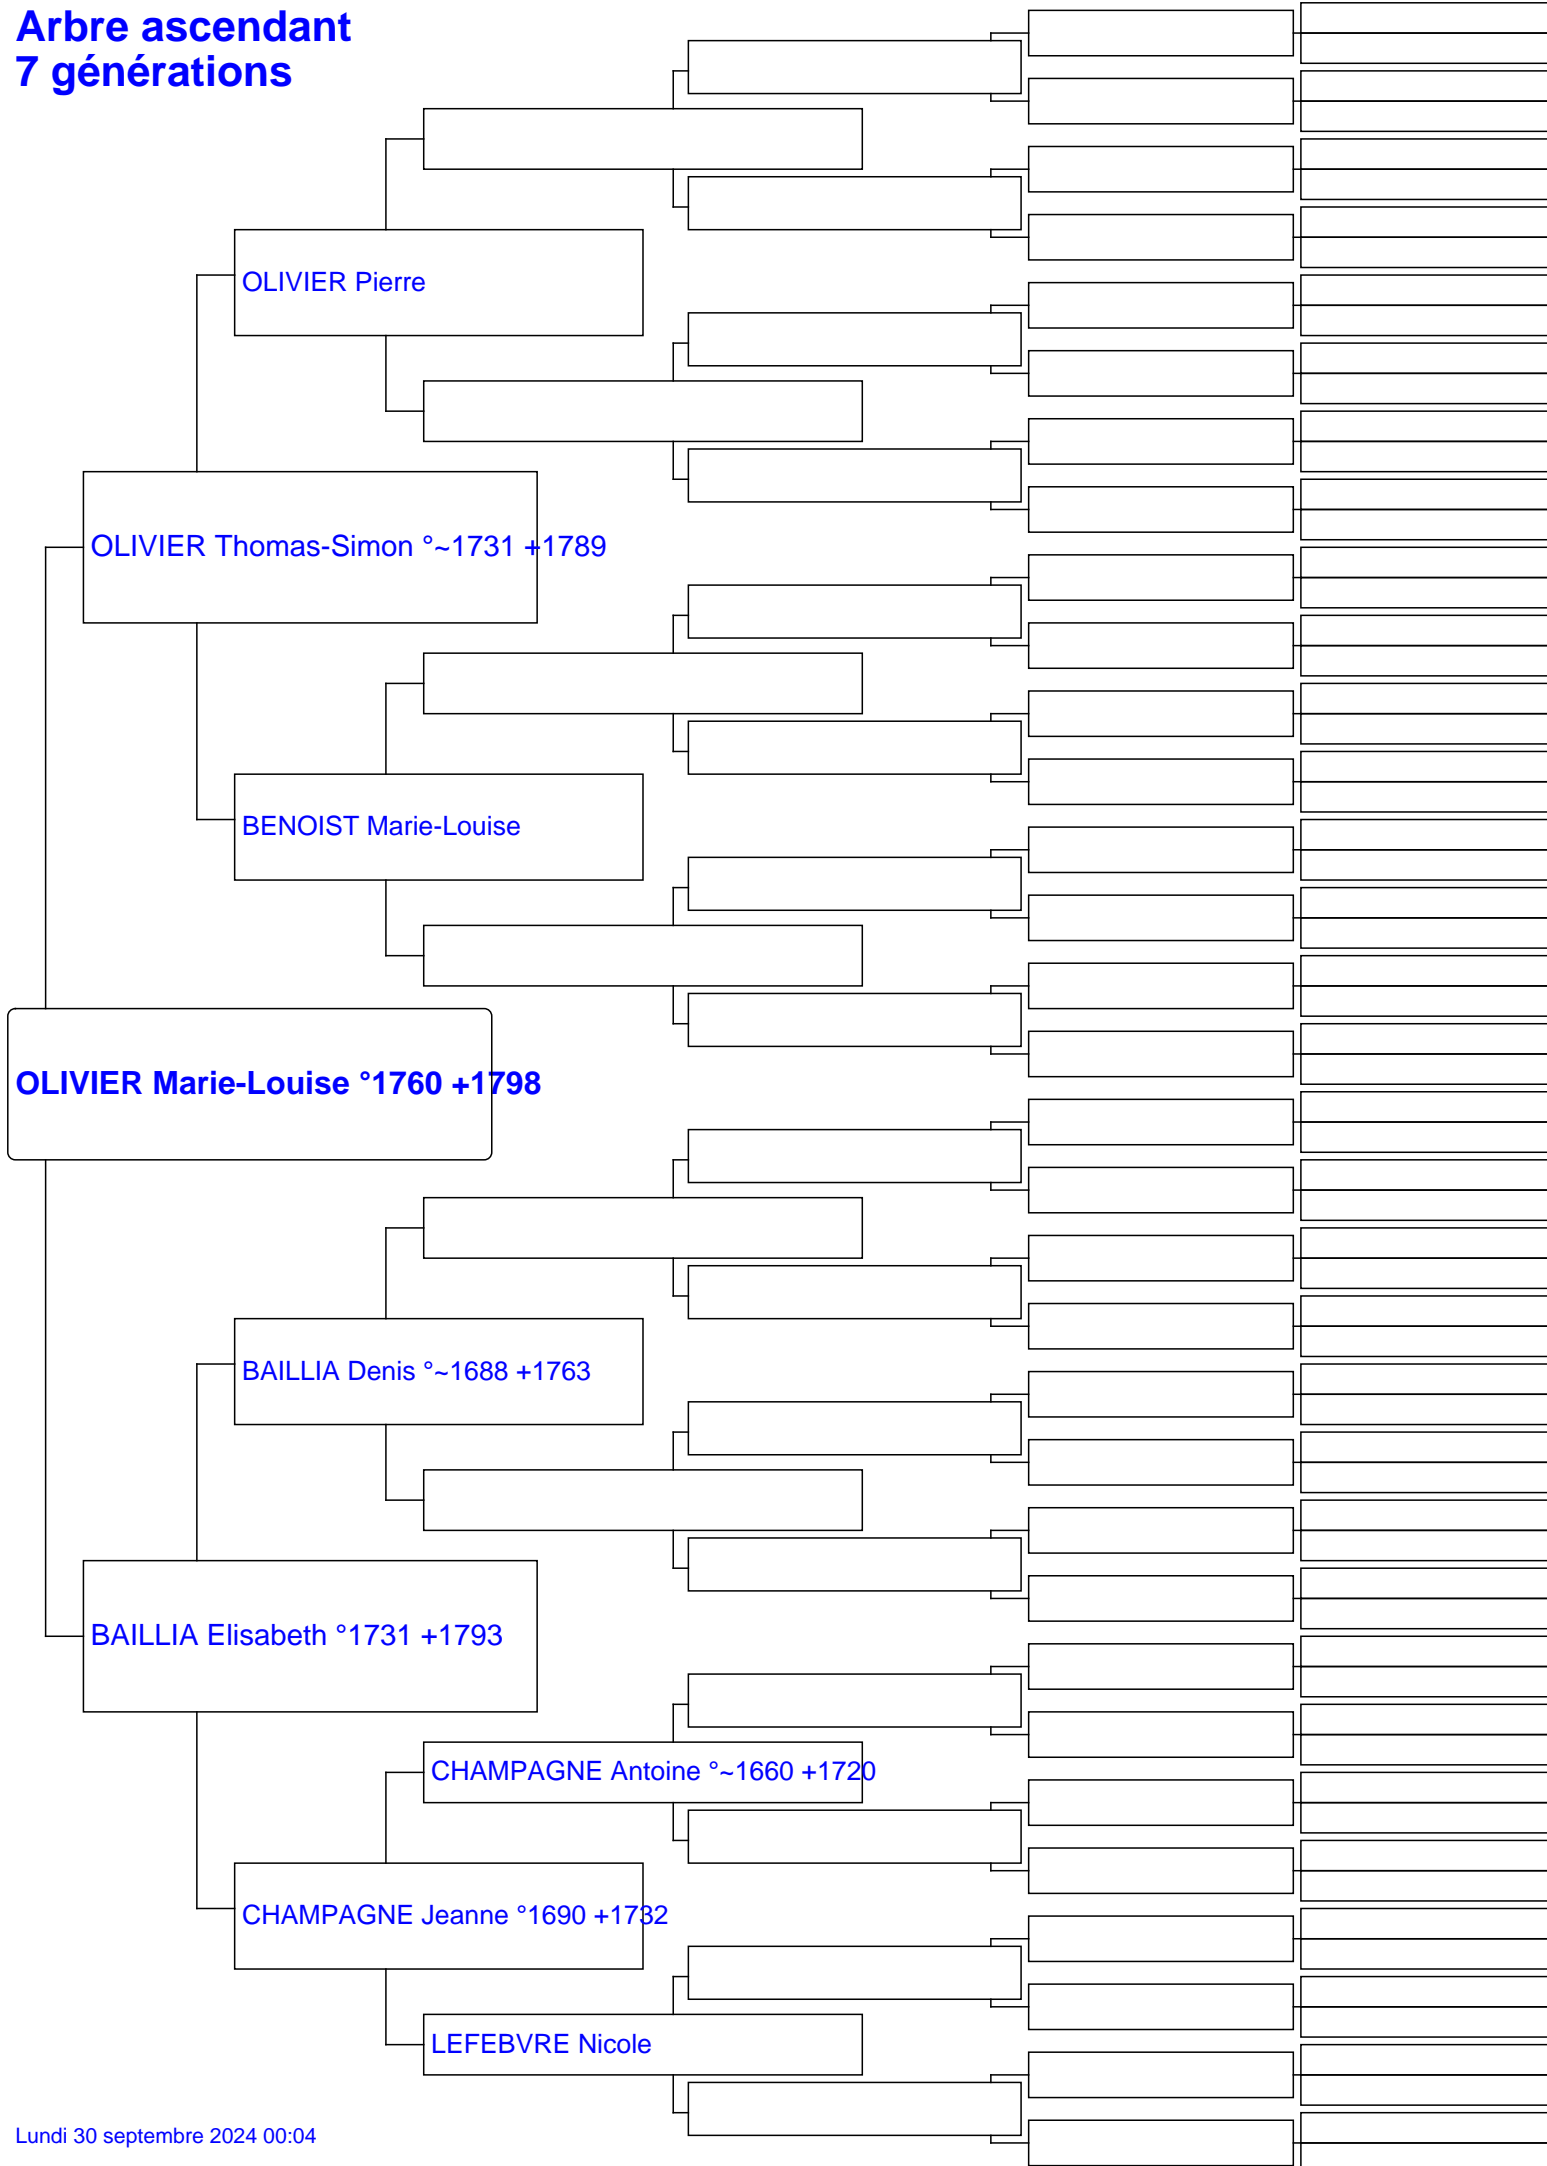 Arbre ascendant
7 générations
OLIVIER Pierre
OLIVIER Thomas-Simon °~1731 +1789
BENOIST Marie-Louise
OLIVIER Marie-Louise °1760 +1798
BAILLIA Denis °~1688 +1763
BAILLIA Elisabeth °1731 +1793
CHAMPAGNE Antoine °~1660 +1720
CHAMPAGNE Jeanne °1690 +1732
LEFEBVRE Nicole
Lundi 30 septembre 2024 00:04